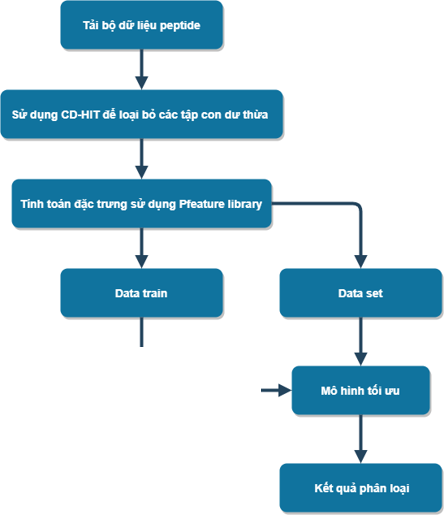 Tải bộ dữ liệu peptide
Sử dụng CD-HIT để loại bỏ các tập con dư thừa
Tính toán đặc trưng sử dụng Pfeature library
Data train
Data set
Mô hình tối ưu
Kết quả phân loại